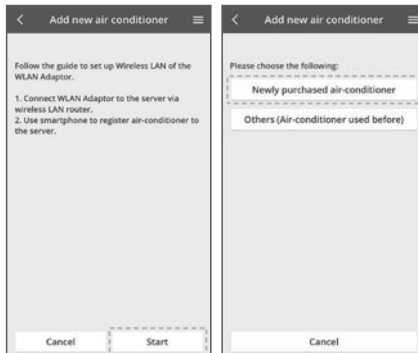 Add new air conditioner
Follow the guide to set up Wireless LAN of the
WLAN Adaptor.
1. Connect WLAN Adaptor to the server via
wireless LAN router.
2. Use smartphone to register air-conditioner to
the server.
Cancel
Start
Add new air conditioner
Please choose the following:
Newly purchased air-conditioner
Others (Air-conditioner used before)
Cancel